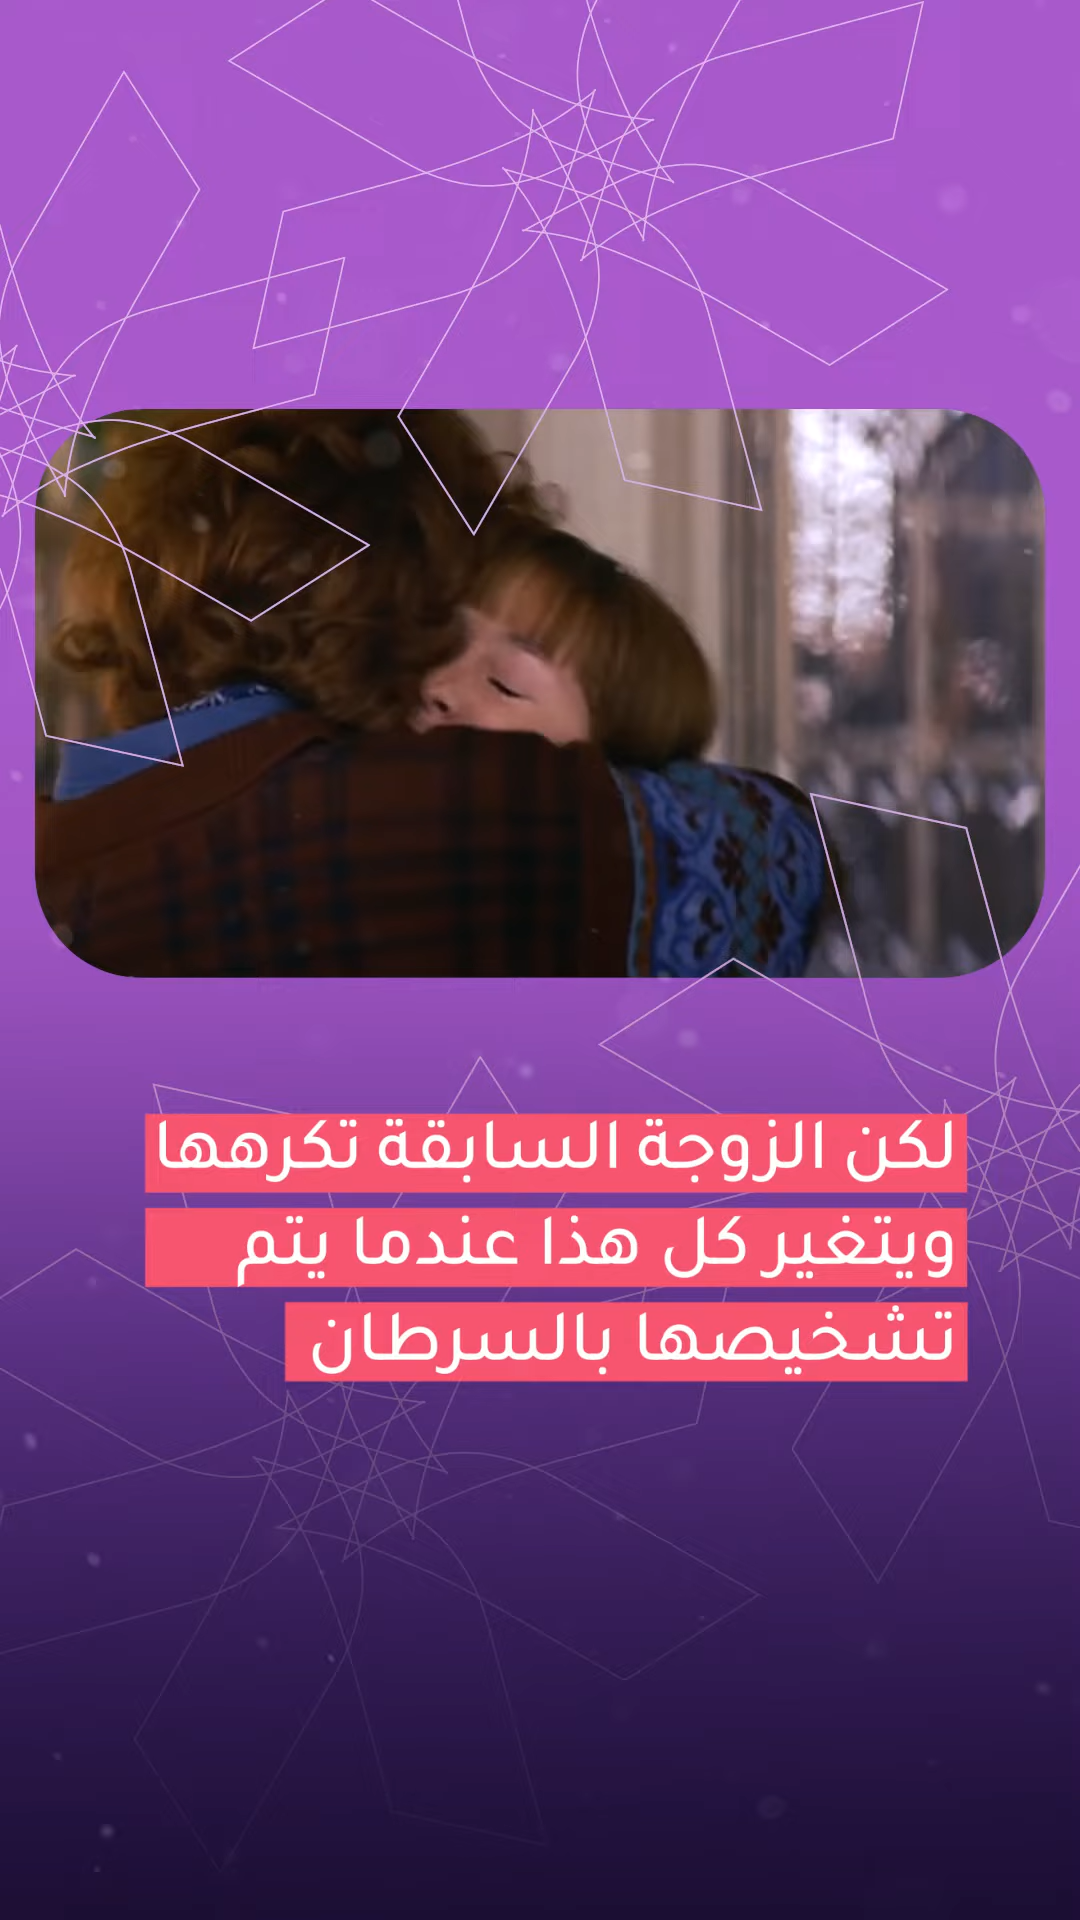 لكن الزوجة السابقة تكرهها
ويتغير كل هذا عندما يتم
تشخيصها بالسرطان